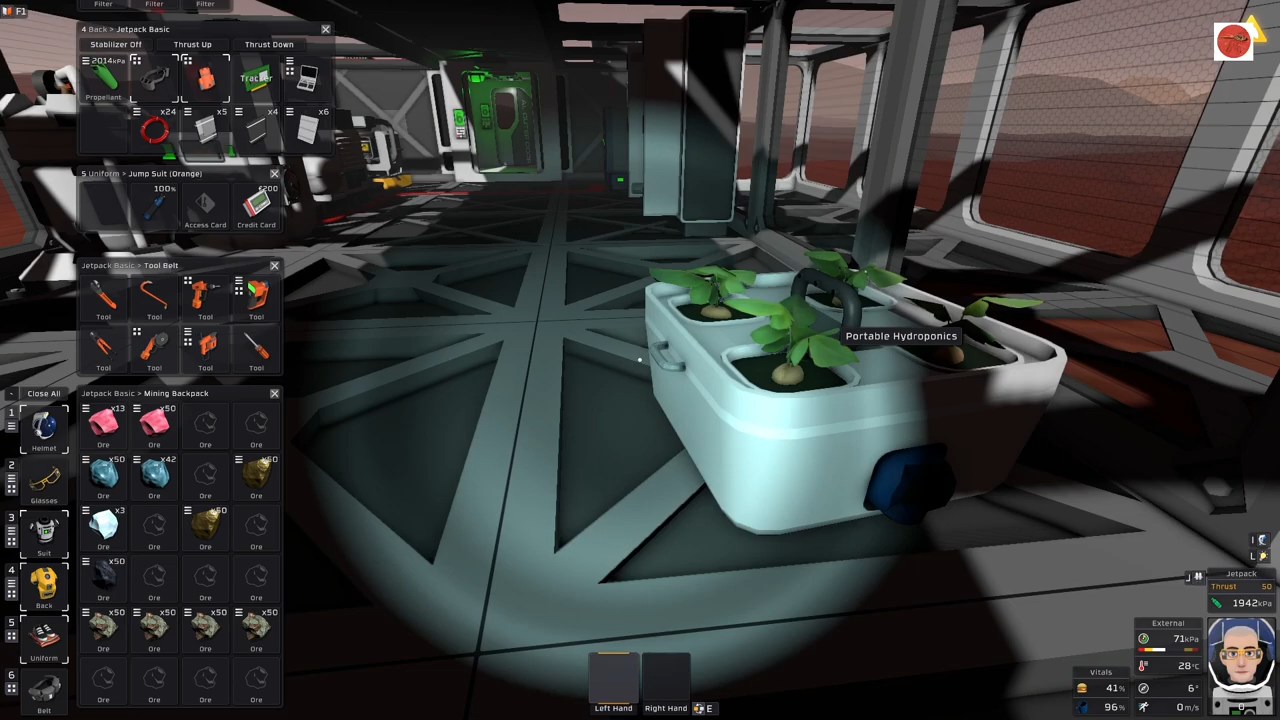 F1
Filter Filter Filter
4 Back > Jetpack Basic
Stabilizer Off Thrust Up Thrust Down
2014kPa
Propellant
Tracker
x24 x5 x4 x6
5 Uniform > Jump Suit (Orange)
100% £200
Access Card Credit Card
Jetpack Basic > Tool Belt
Tool Tool Tool Tool
Tool Tool Tool Tool
- Close All
Jetpack Basic > Mining Backpack
x13 x50
Ore Ore Ore Ore
x50 x42 x50
Ore Ore Ore Ore
x3 x50
Ore Ore Ore Ore
x50
Ore Ore Ore Ore
x50 x50 x50 x50
Ore Ore Ore Ore
Ore Ore Ore Ore
1
Helmet
2
Glasses
3
Suit
4
Back
5
Uniform
6
Belt
Portable Hydroponics
Left Hand Right Hand E
I
L
J
Jetpack
Thrust 50
1942kPa
External
71kPa
28°C
Vitals
41% 6°
96% 0m/s
0